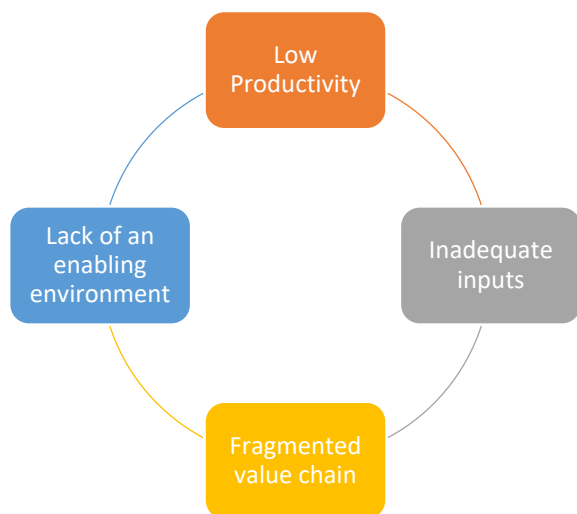 Low
Productivity
Lack of an
enabling
environment
Inadequate
inputs
Fragmented
value chain